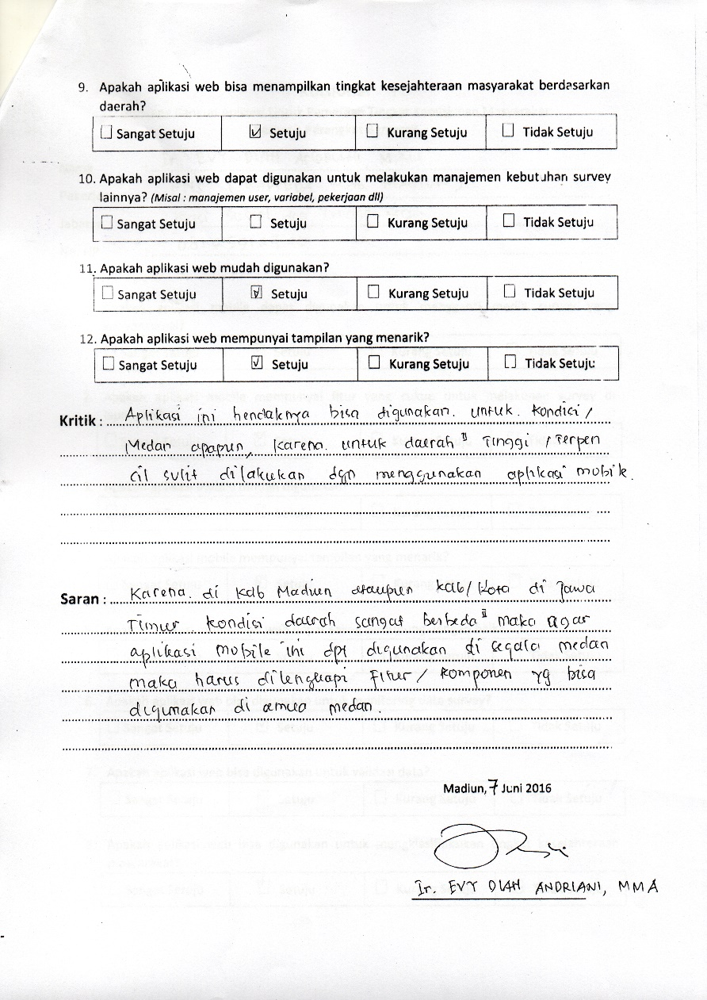 9. Apakah aplikasi web bisa menampilkan tingkat kesejahteraan masyarakat berdasarkan
daerah?
☐ Sangat Setuju ☑ Setuju ☐ Kurang Setuju ☐ Tidak Setuju
10. Apakah aplikasi web dapat digunakan untuk melakukan manajemen kebutuhan survey
lainnya? (Misal : manajemen user, variabel, pekerjaan dll)
☐ Sangat Setuju ☐ Setuju ☐ Kurang Setuju ☐ Tidak Setuju
11. Apakah aplikasi web mudah digunakan?
☐ Sangat Setuju ☑ Setuju ☐ Kurang Setuju ☐ Tidak Setuju
12. Apakah aplikasi web mempunyai tampilan yang menarik?
☐ Sangat Setuju ☑ Setuju ☐ Kurang Setuju ☐ Tidak Setuju
Kritik : Aplikasi ini hendaknya bisa digunakan. untuk. kondisi /
Medan apapun, karena. untuk daerah II Tinggi / Terpen
cil sulit dilakukan dgn menggunakan aplikasi mobile.
Saran : Karena. di kab Madiun ataupun kab/kota di Jawa
Timur kondisi daerah sangat berbeda II maka agar
aplikasi mobile ini dpt digunakan di segala medan
maka harus dilengkapi fitur / komponen yg bisa
digunakan di semua medan.
Madiun, 7 Juni 2016
Ir. EVY DIAH ANDRIANI, MMA